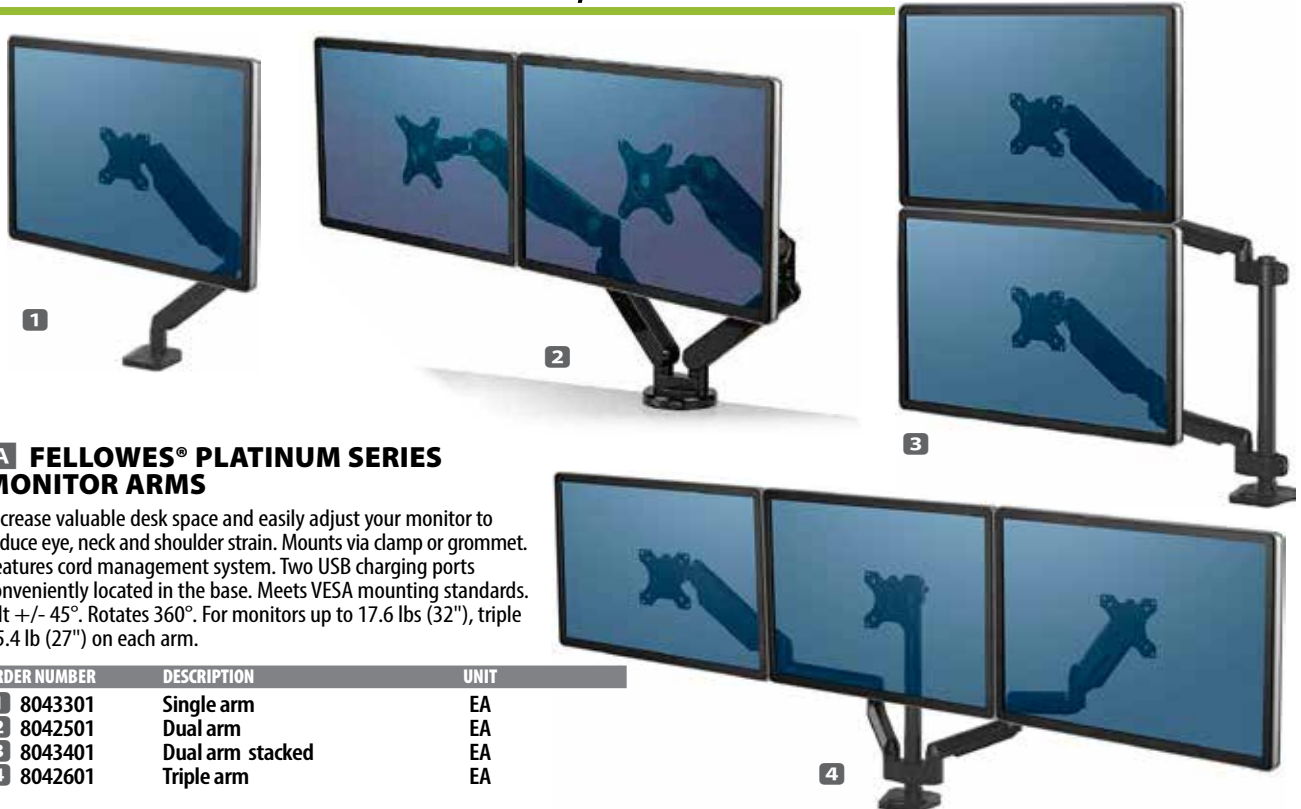 1
2
3
A FELLOWES® PLATINUM SERIES
MONITOR ARMS
crease valuable desk space and easily adjust your monitor to
duce eye, neck and shoulder strain. Mounts via clamp or grommet.
eatures cord management system. Two USB charging ports
onveniently located in the base. Meets VESA mounting standards.
lt +/- 45°. Rotates 360°. For monitors up to 17.6 lbs (32"), triple
5.4 lb (27") on each arm.
RDER NUMBER DESCRIPTION UNIT
1 8043301 Single arm EA
2 8042501 Dual arm EA
3 8043401 Dual arm stacked EA
4 8042601 Triple arm EA
4